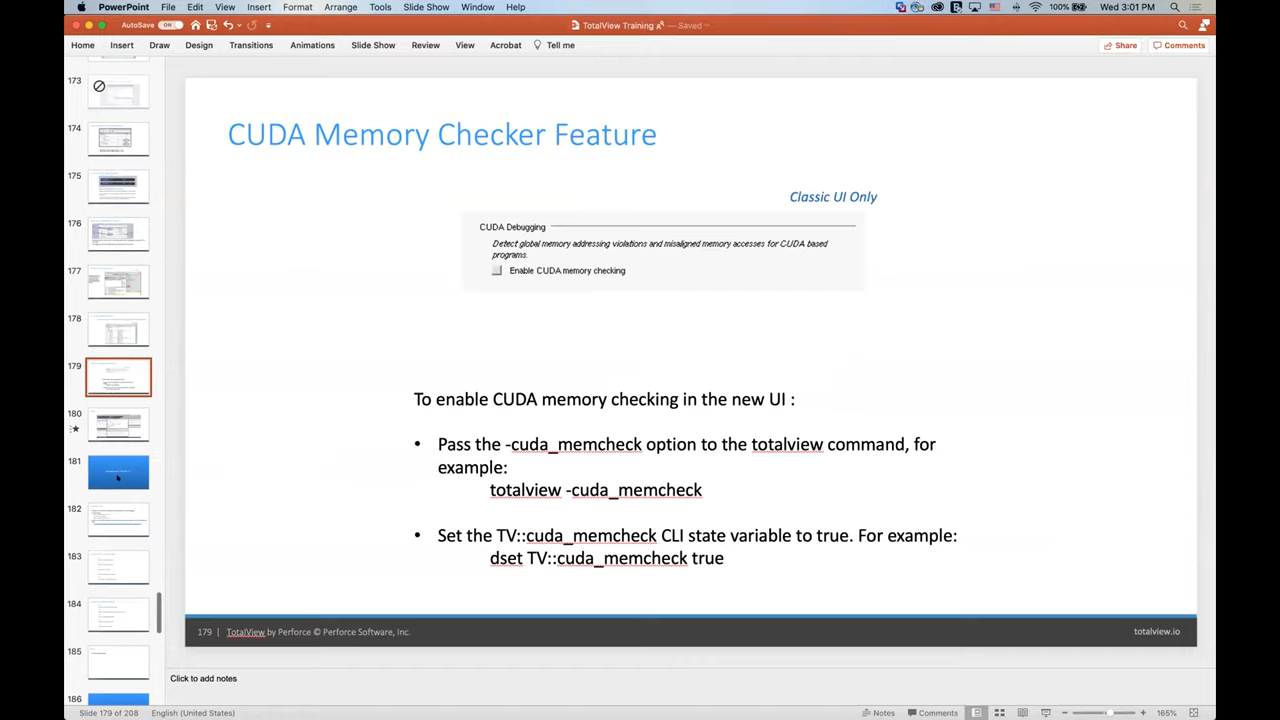 PowerPoint File Edit View Insert Format Arrange Tools Slide Show Window Help 100% Wed 3:01 PM
AutoSave ON TotalView Training — Saved
Home Insert Draw Design Transitions Animations Slide Show Review View Acrobat Tell me Share Comments
173
174
175
176
177
178
179
180
181
182
183
184
185
186
CUDA Memory Checker Feature
Classic UI Only
CUDA Debugging
Detect global memory addressing violations and misaligned memory accesses for CUDA based
programs.
Enable CUDA memory checking
To enable CUDA memory checking in the new UI :
• Pass the -cuda_memcheck option to the totalview command, for
example:
totalview -cuda_memcheck
• Set the TV::cuda_memcheck CLI state variable to true. For example:
dset TV::cuda_memcheck true
179 | TotalView by Perforce © Perforce Software, Inc. totalview.io
Click to add notes
Slide 179 of 208 English (United States) Notes Comments 165%